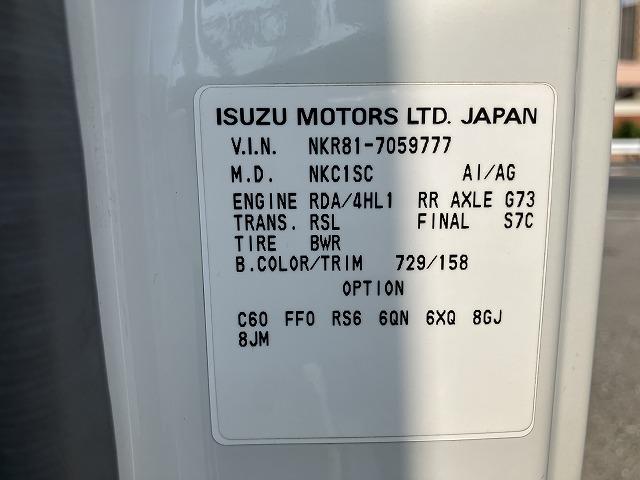 ISUZU MOTORS LTD. JAPAN
V.I.N. NKR81-7059777
M.D. NKC1SC AI/AG
ENGINE RDA/4HL1 RR AXLE G73
TRANS. RSL FINAL S7C
TIRE BWR
B.COLOR/TRIM 729/158
OPTION
C60 FF0 RS6 6QN 6XQ 8GJ
8JM